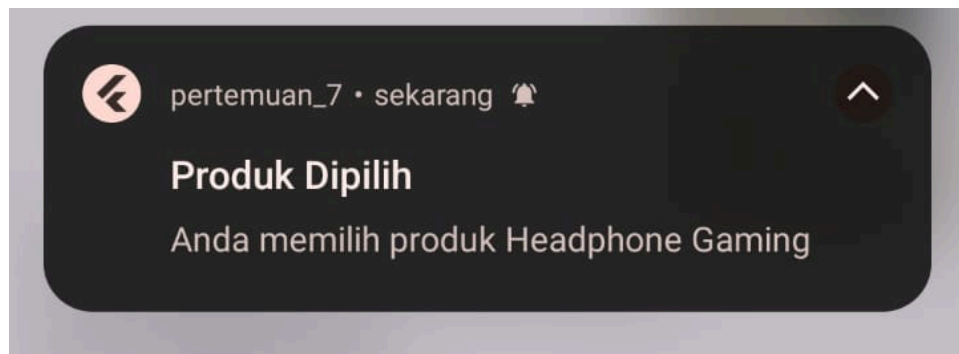 pertemuan_7 • sekarang
Produk Dipilih
Anda memilih produk Headphone Gaming